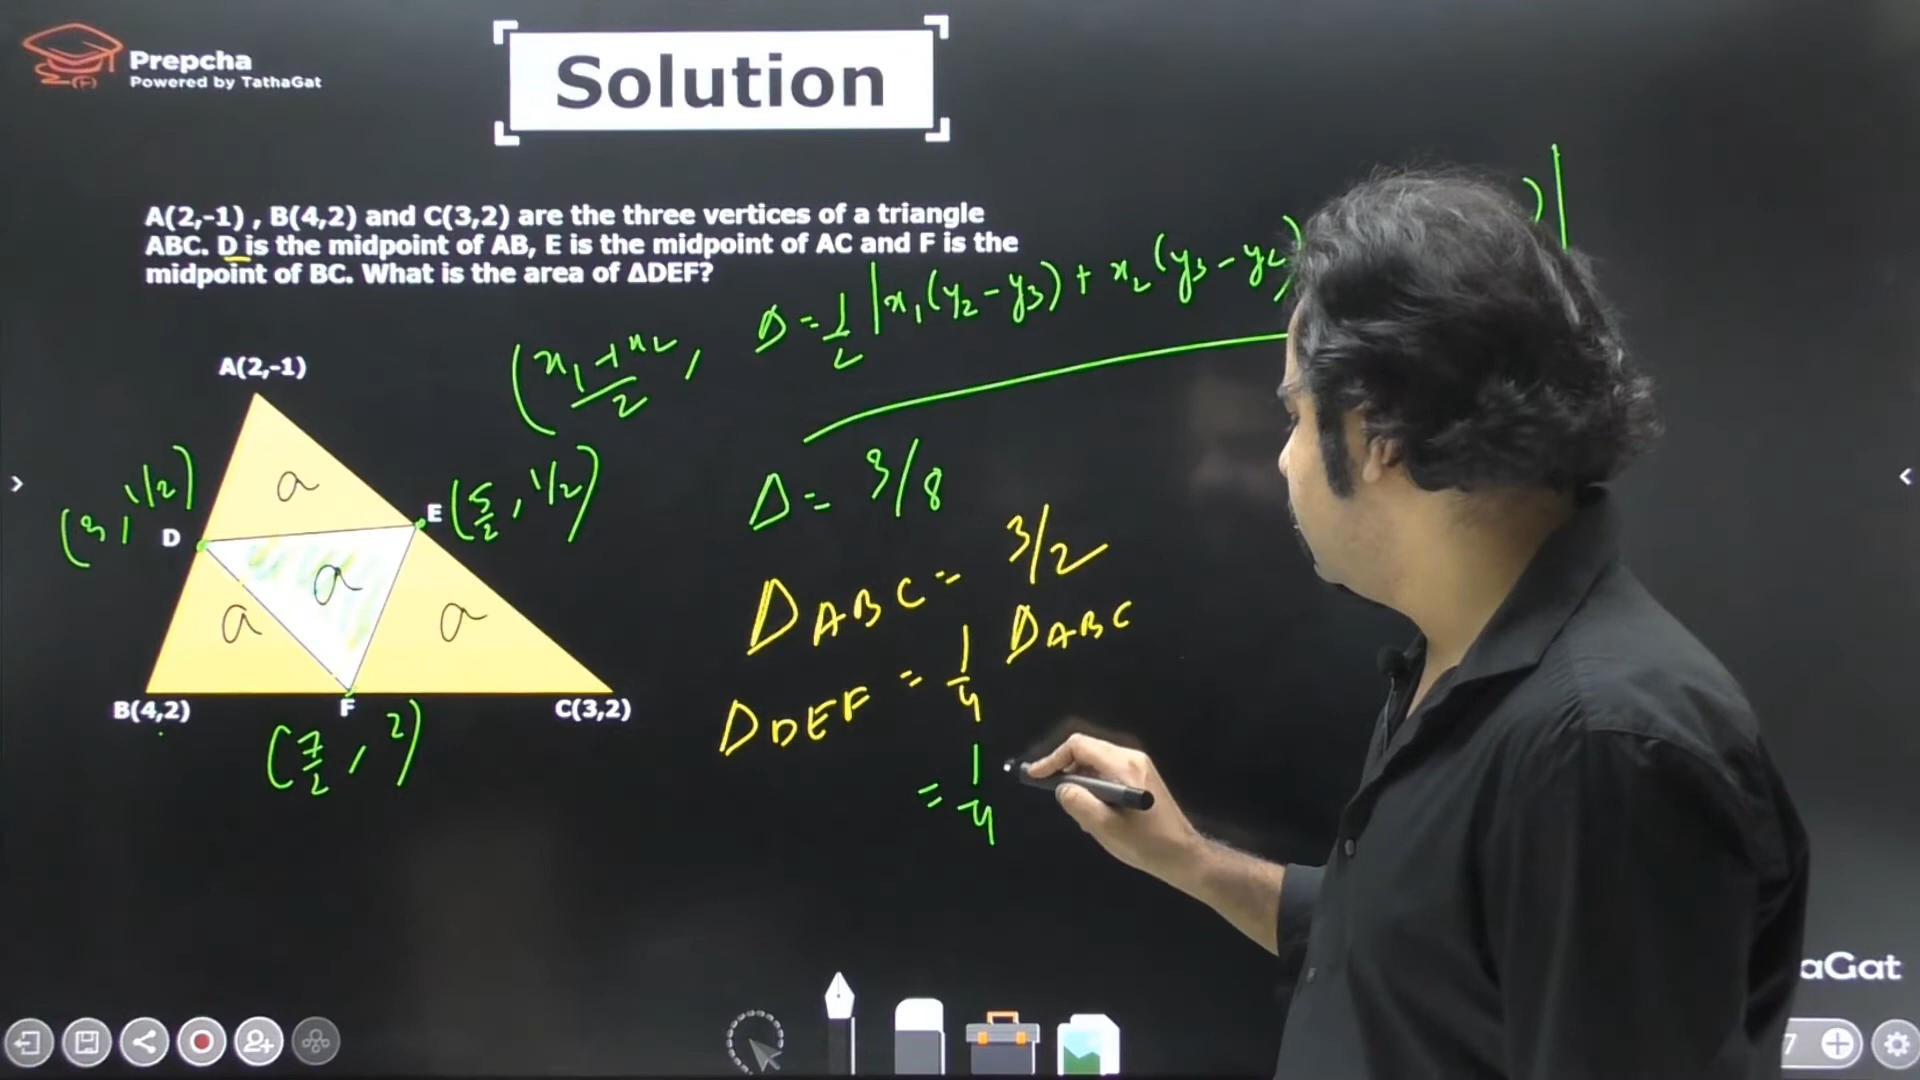 Prepcha
Powered by TathaGat
Solution
A(2,-1) , B(4,2) and C(3,2) are the three vertices of a triangle
ABC. D is the midpoint of AB, E is the midpoint of AC and F is the
midpoint of BC. What is the area of ΔDEF?
Δ = 1/2 |x₁(y₂-y₃) + x₂(y₃-
(x₁+x₂/2,
A(2,-1)
a
(3, 1/2)
D
E
(5/2, 1/2)
a
a
a
B(4,2)
F
C(3,2)
(7/2, 2)
Δ = 3/8
Δ ABC = 3/2
Δ DEF = 1/4 Δ ABC
= 1/4
aGat
7